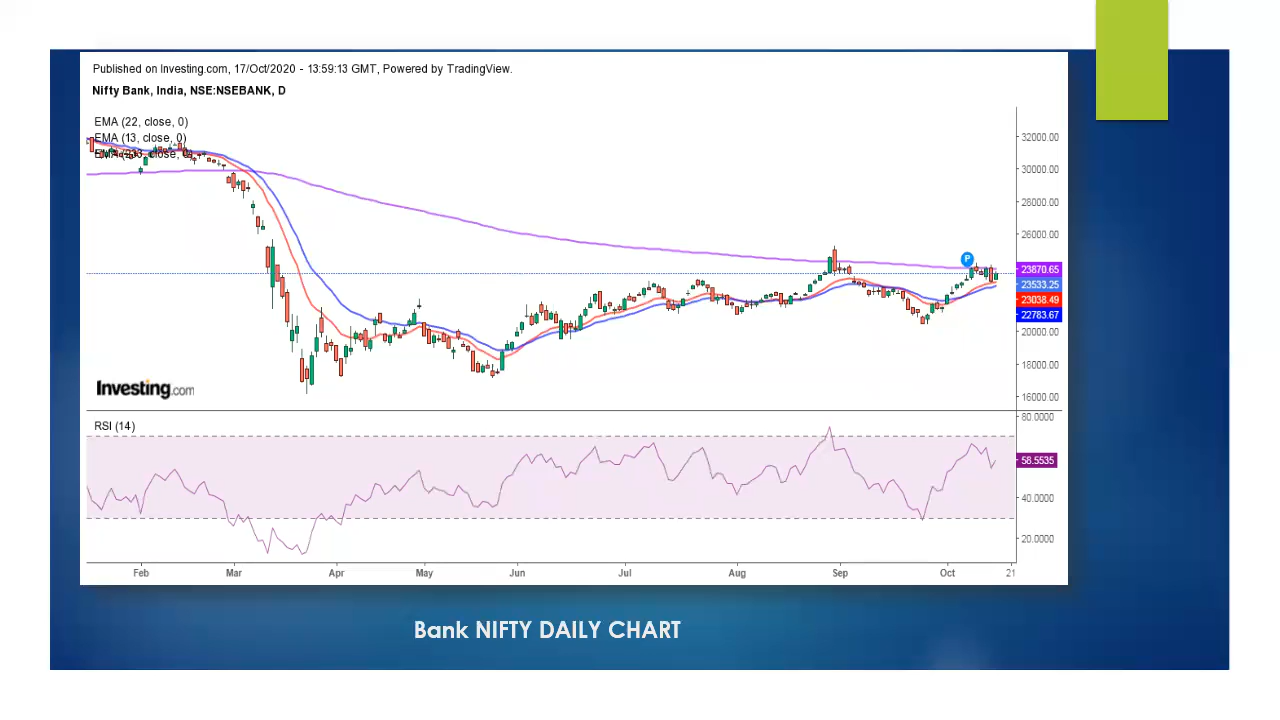 Published on Investing.com, 17/Oct/2020 - 13:59:13 GMT, Powered by TradingView.
Nifty Bank, India, NSE:NSEBANK, D
EMA (22, close, 0)
EMA (13, close, 0)
EMA close, 0)
32000.00
30000.00
28000.00
26000.00
P
23870.65
23533.25
23038.49
22783.67
20000.00
18000.00
16000.00
Investing.com
RSI (14)
80.0000
58.5535
40.0000
20.0000
Feb Mar Apr May Jun Jul Aug Sep Oct 21
Bank NIFTY DAILY CHART